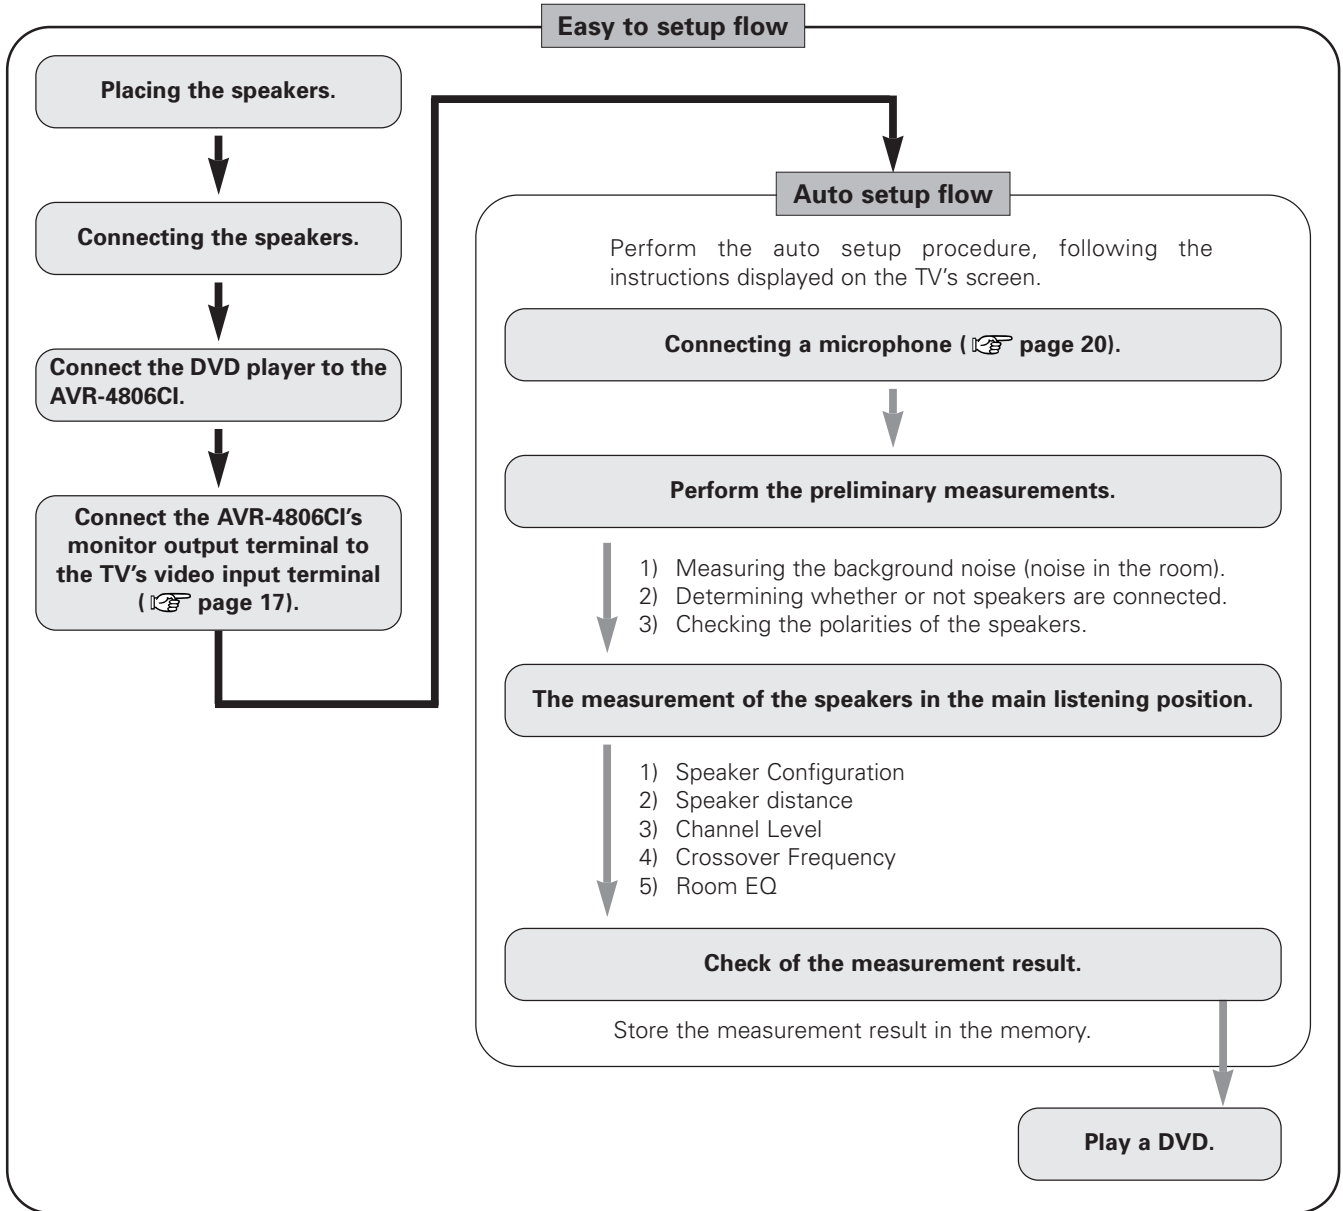 Easy to setup flow
Placing the speakers.
Connecting the speakers.
Connect the DVD player to the
AVR-4806CI.
Connect the AVR-4806CI's
monitor output terminal to
the TV's video input terminal
( ☞ page 17).
Auto setup flow
Perform the auto setup procedure, following the
instructions displayed on the TV's screen.
Connecting a microphone ( ☞ page 20).
Perform the preliminary measurements.
1) Measuring the background noise (noise in the room).
2) Determining whether or not speakers are connected.
3) Checking the polarities of the speakers.
The measurement of the speakers in the main listening position.
1) Speaker Configuration
2) Speaker distance
3) Channel Level
4) Crossover Frequency
5) Room EQ
Check of the measurement result.
Store the measurement result in the memory.
Play a DVD.